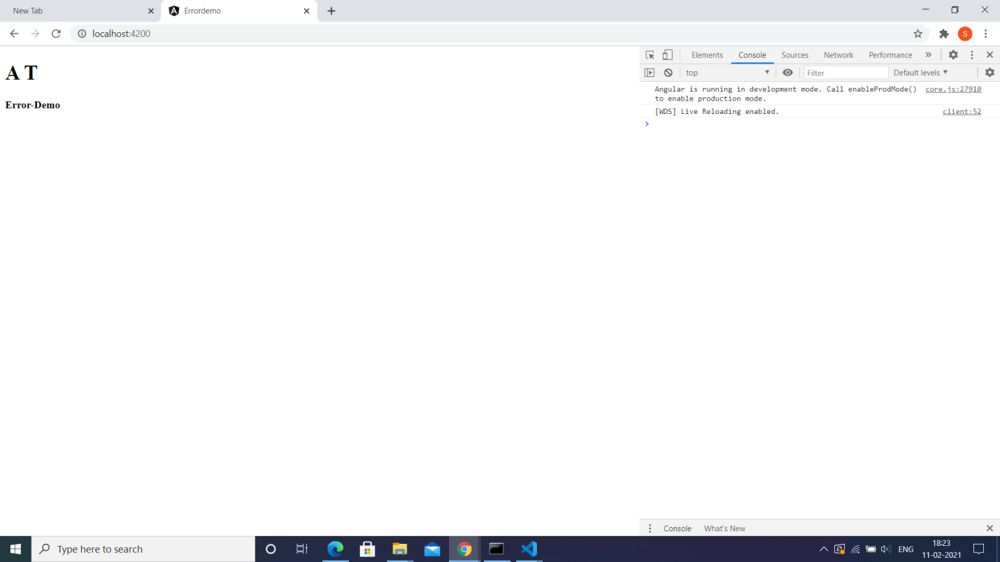 New Tab
Errordemo
localhost:4200
S
A T
Error-Demo
Elements
Console
Sources
Network
Performance
top
Filter
Default levels
Angular is running in development mode. Call enableProdMode()
core.js:27910
to enable production mode.
[WDS] Live Reloading enabled.
client:52
Console
What's New
Type here to search
ENG
18:23
11-02-2021